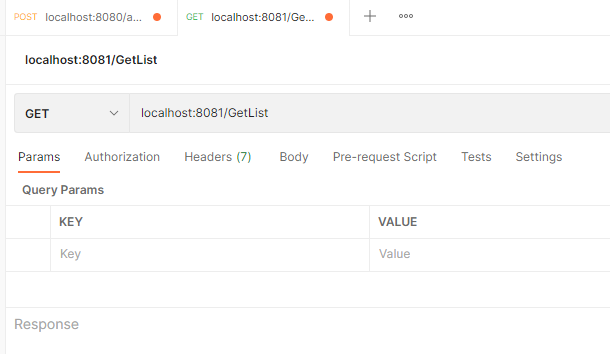 POST localhost:8080/a... GET localhost:8081/Ge...
localhost:8081/GetList
GET localhost:8081/GetList
Params Authorization Headers (7) Body Pre-request Script Tests Settings
Query Params
KEY VALUE
Key Value
Response